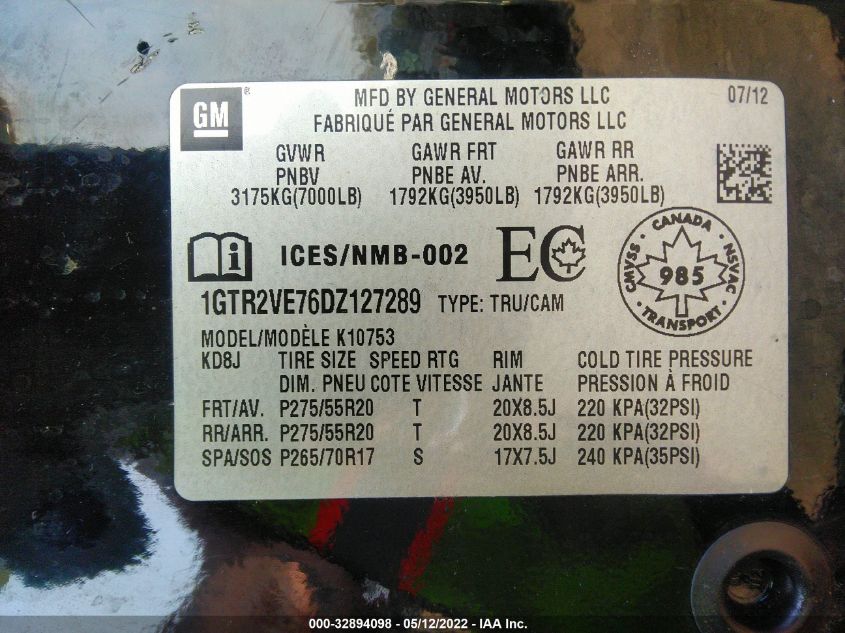 GM ®
MFD BY GENERAL MOTORS LLC 07/12
FABRIQUÉ PAR GENERAL MOTORS LLC
GVWR GAWR FRT GAWR RR
PNBV PNBE AV. PNBE ARR.
3175KG(7000LB) 1792KG(3950LB) 1792KG(3950LB)
ICES/NMB-002 EC
CANADA
CMVSS 985 NSVAC
TRANSPORT
1GTR2VE76DZ127289 TYPE: TRU/CAM
MODEL/MODÈLE K10753
KD8J TIRE SIZE SPEED RTG RIM COLD TIRE PRESSURE
DIM. PNEU COTE VITESSE JANTE PRESSION À FROID
FRT/AV. P275/55R20 T 20X8.5J 220 KPA(32PSI)
RR/ARR. P275/55R20 T 20X8.5J 220 KPA(32PSI)
SPA/SOS P265/70R17 S 17X7.5J 240 KPA(35PSI)
000-32894098 - 05/12/2022 - IAA Inc.